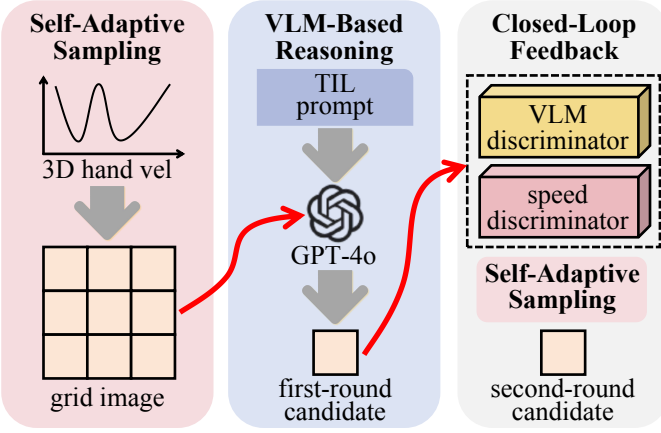 Self-Adaptive
Sampling
3D hand vel
grid image
VLM-Based
Reasoning
TIL
prompt
GPT-4o
first-round
candidate
Closed-Loop
Feedback
VLM
discriminator
speed
discriminator
Self-Adaptive
Sampling
second-round
candidate